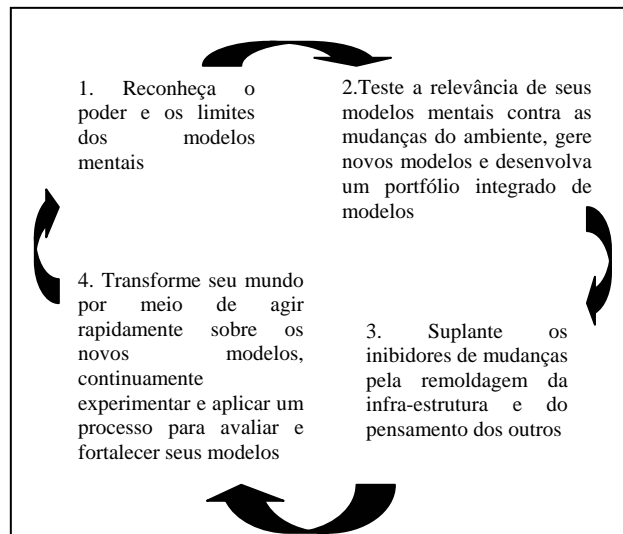 1. Reconheça o
poder e os limites
dos modelos
mentais
2.Teste a relevância de seus
modelos mentais contra as
mudanças do ambiente, gere
novos modelos e desenvolva
um portfólio integrado de
modelos
3. Suplante os
inibidores de mudanças
pela remoldagem da
infra-estrutura e do
pensamento dos outros
4. Transforme seu mundo
por meio de agir
rapidamente sobre os
novos modelos,
continuamente
experimentar e aplicar um
processo para avaliar e
fortalecer seus modelos